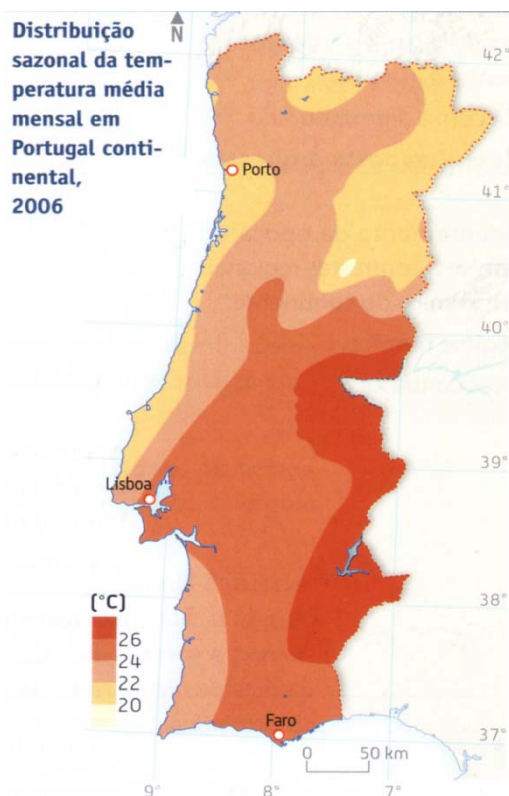 Distribuição
sazonal da tem-
peratura média
mensal em
Portugal conti-
nental,
2006
N
42°
Porto
41°
40°
39°
Lisboa
38°
(°C)
26
24
22
20
Faro
37°
0 50 km
9° 8° 7°